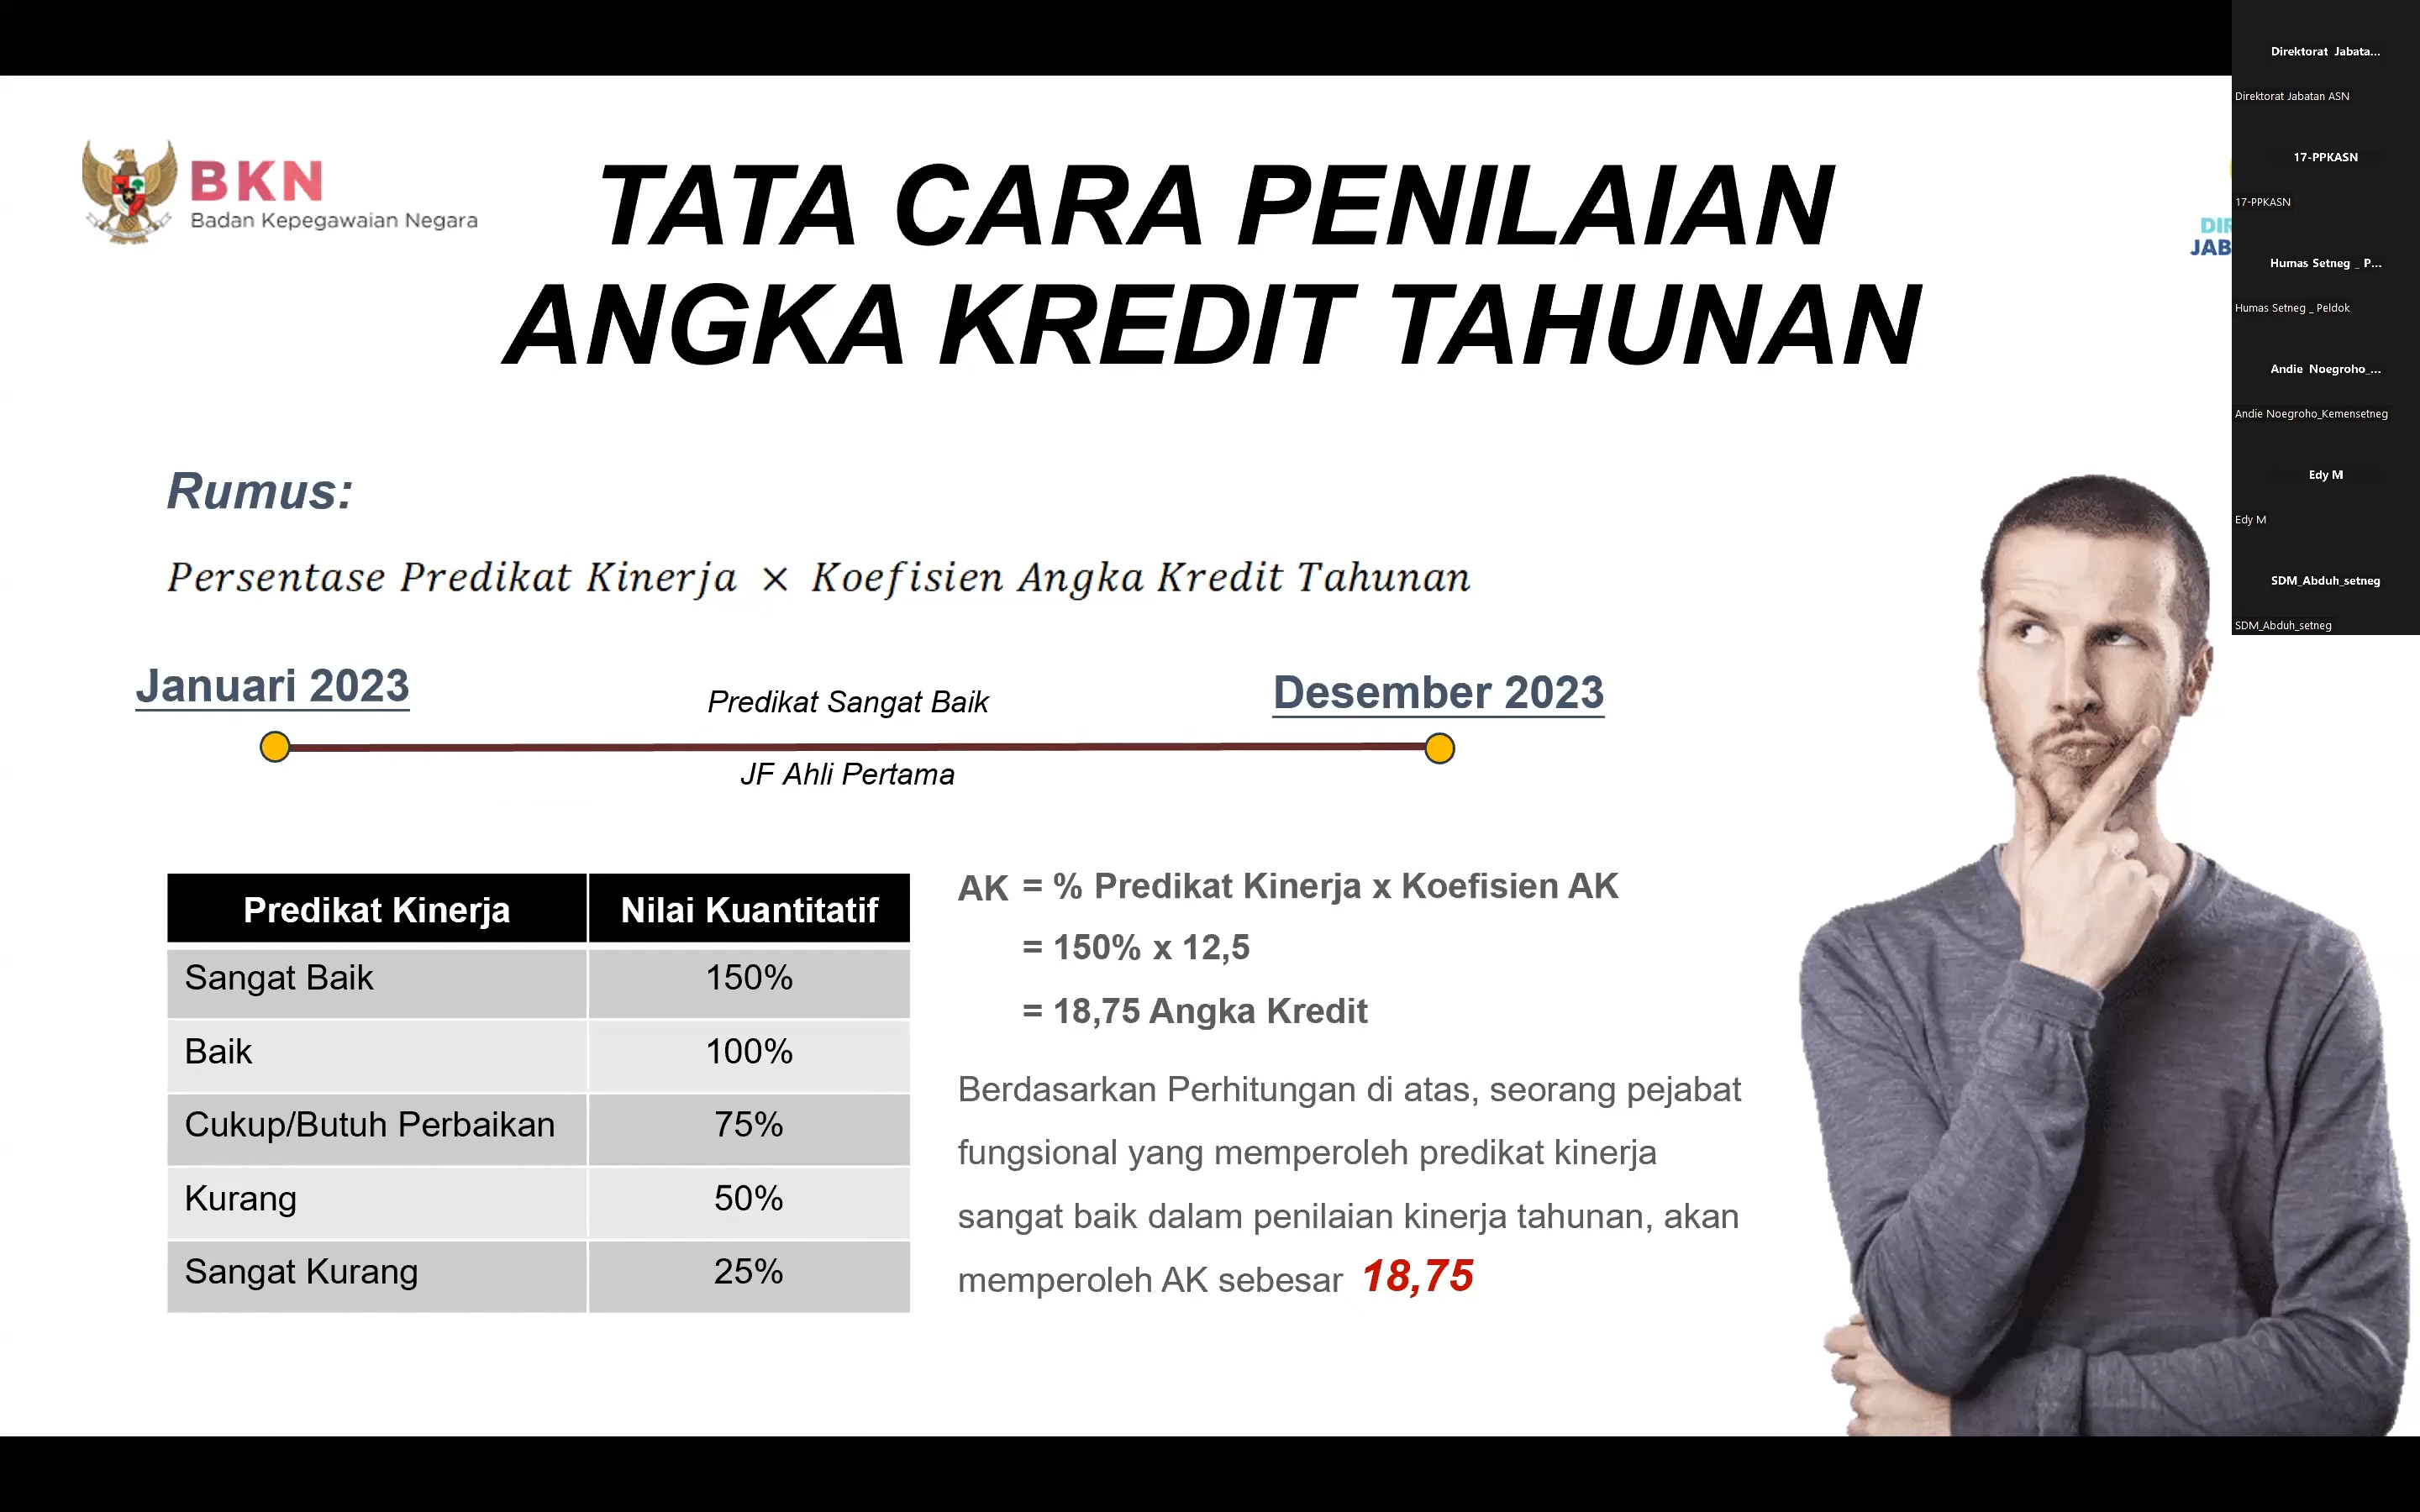 BKN
Badan Kepegawaian Negara
TATA CARA PENILAIAN
ANGKA KREDIT TAHUNAN
Rumus:
Persentase Predikat Kinerja × Koefisien Angka Kredit Tahunan
Januari 2023
Predikat Sangat Baik
Desember 2023
JF Ahli Pertama
Predikat Kinerja Nilai Kuantitatif
Sangat Baik 150%
Baik 100%
Cukup/Butuh Perbaikan 75%
Kurang 50%
Sangat Kurang 25%
AK = % Predikat Kinerja x Koefisien AK
= 150% x 12,5
= 18,75 Angka Kredit
Berdasarkan Perhitungan di atas, seorang pejabat
fungsional yang memperoleh predikat kinerja
sangat baik dalam penilaian kinerja tahunan, akan
memperoleh AK sebesar 18,75
Direktorat Jabata...
Direktorat Jabatan ASN
17-PPKASN
17-PPKASN
Humas Setneg _ P...
Humas Setneg _ Peldok
Andie Noegroho_...
Andie Noegroho_Kemensetneg
Edy M
Edy M
SDM_Abduh_setneg
SDM_Abduh_setneg